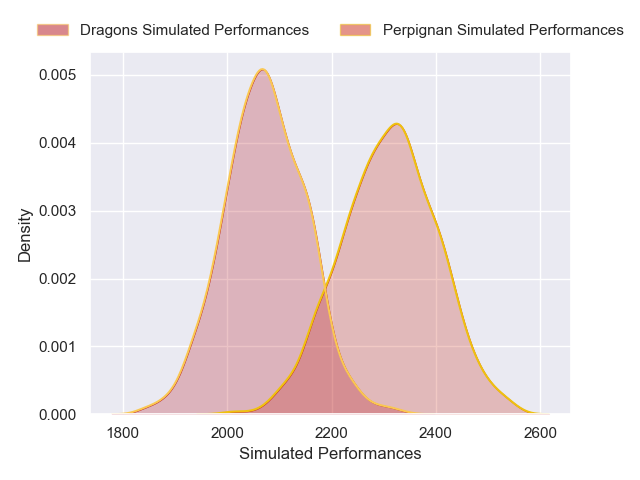 Dragons Simulated Performances Perpignan Simulated Performances
0.005
0.004
0.003
0.002
0.001
0.000
Density
1800 2000 2200 2400 2600
Simulated Performances